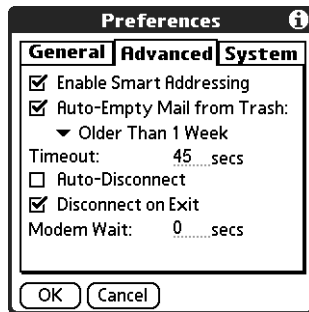 Preferences
General Advanced System
Enable Smart Addressing
Auto-Empty Mail from Trash:
Older Than 1 Week
Timeout: 45 secs
Auto-Disconnect
Disconnect on Exit
Modem Wait: 0 secs
OK Cancel